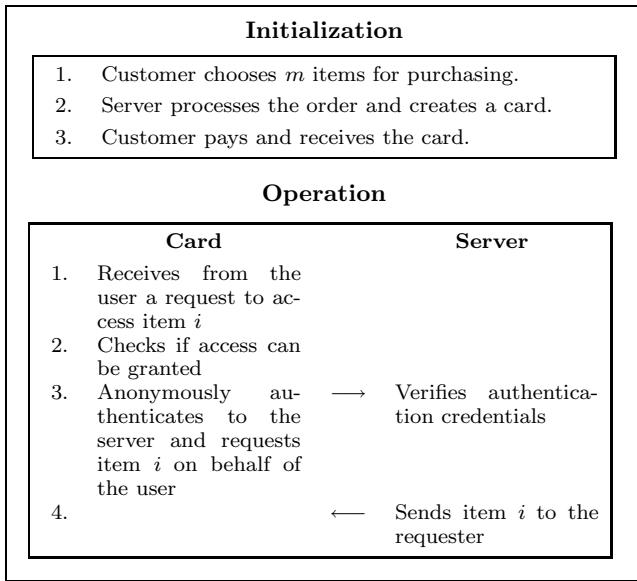 Initialization
1. Customer chooses m items for purchasing.
2. Server processes the order and creates a card.
3. Customer pays and receives the card.
Operation
Card Server
1. Receives from the
user a request to ac-
cess item i
2. Checks if access can
be granted
3. Anonymously au- ⟶ Verifies authentica-
thenticates to the tion credentials
server and requests
item i on behalf of
the user
4. ⟵ Sends item i to the
requester